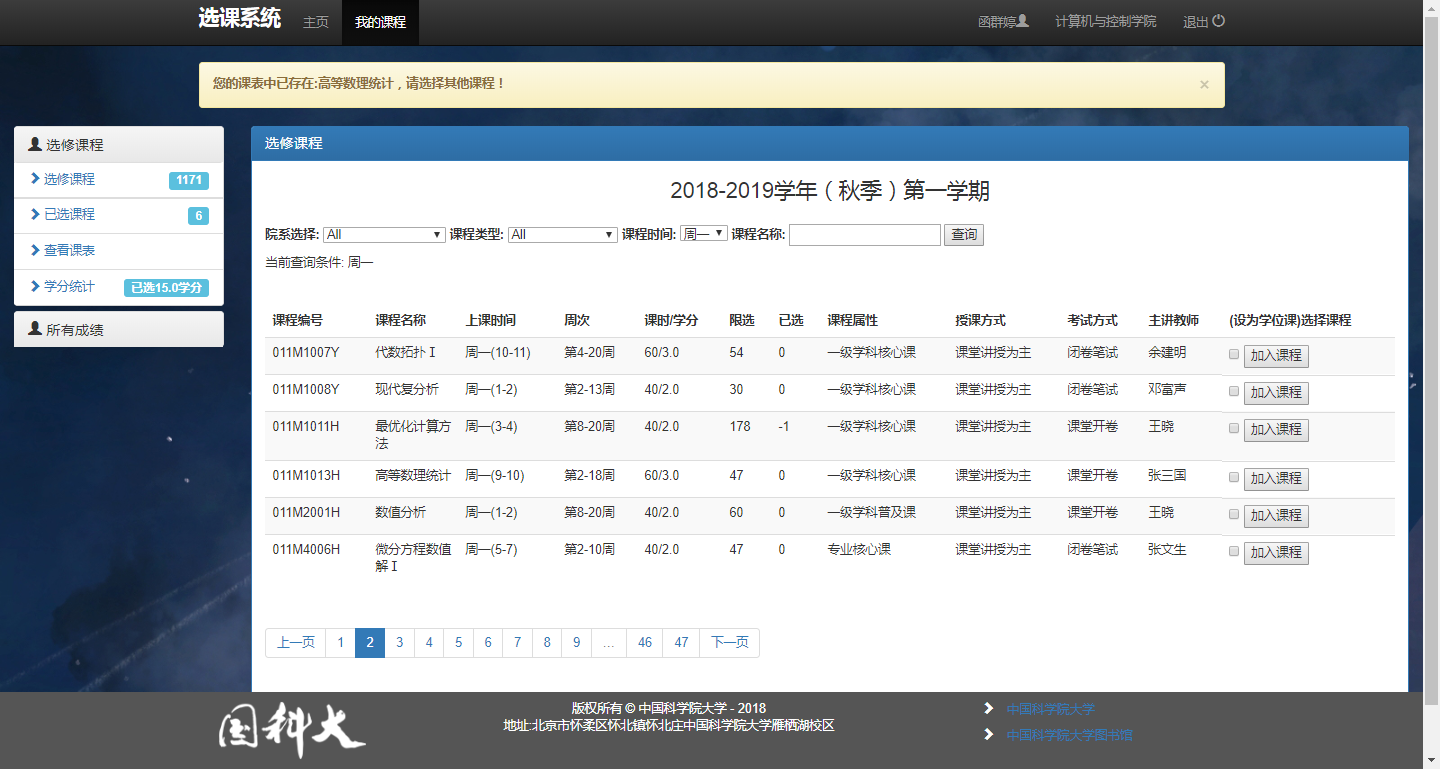 选课系统 主页 我的课程 函群婷 计算机与控制学院 退出
您的课表中已存在:高等数理统计，请选择其他课程！ ×
选修课程
选修课程 1171
已选课程 6
查看课表
学分统计 已选15.0学分
所有成绩
选修课程
2018-2019学年（秋季）第一学期
院系选择: All 课程类型: All 课程时间: 周一 课程名称: 查询
当前查询条件: 周一
课程编号 课程名称 上课时间 周次 课时/学分 限选 已选 课程属性 授课方式 考试方式 主讲教师 (设为学位课)选择课程
011M1007Y 代数拓扑 I 周一(10-11) 第4-20周 60/3.0 54 0 一级学科核心课 课堂讲授为主 闭卷笔试 余建明 加入课程
011M1008Y 现代复分析 周一(1-2) 第2-13周 40/2.0 30 0 一级学科核心课 课堂讲授为主 闭卷笔试 邓富声 加入课程
011M1011H 最优化计算方 周一(3-4) 第8-20周 40/2.0 178 -1 一级学科核心课 课堂讲授为主 课堂开卷 王晓 加入课程
法
011M1013H 高等数理统计 周一(9-10) 第2-18周 60/3.0 47 0 一级学科核心课 课堂讲授为主 课堂开卷 张三国 加入课程
011M2001H 数值分析 周一(1-2) 第8-20周 40/2.0 60 0 一级学科普及课 课堂讲授为主 课堂开卷 王晓 加入课程
011M4006H 微分方程数值 周一(5-7) 第2-10周 40/2.0 47 0 专业核心课 课堂讲授为主 闭卷笔试 张文生 加入课程
解 I
上一页 1 2 3 4 5 6 7 8 9 ... 46 47 下一页
国科大
版权所有 © 中国科学院大学 - 2018
地址:北京市怀柔区怀北镇怀北庄中国科学院大学雁栖湖校区
中国科学院大学
中国科学院大学图书馆